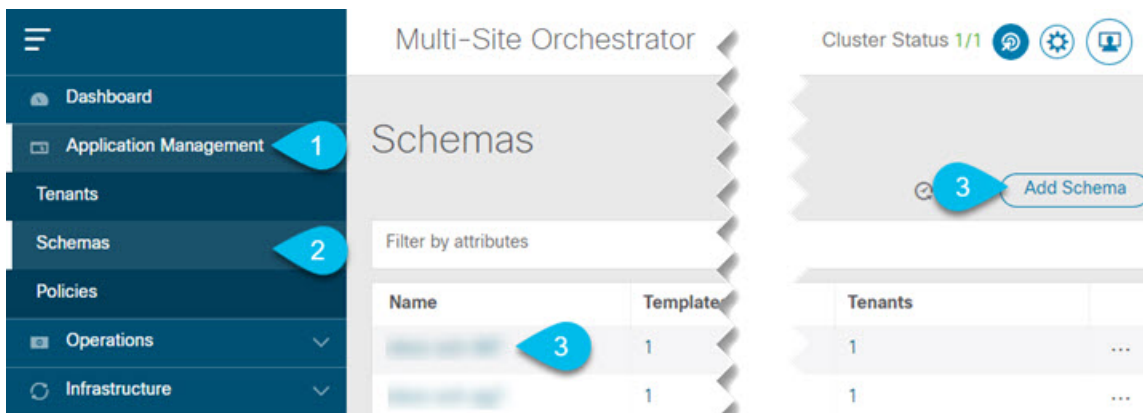 Multi-Site Orchestrator
Cluster Status 1/1
Dashboard
Application Management
1
Tenants
Schemas
2
Policies
Operations
Infrastructure
Schemas
3
Add Schema
Filter by attributes
Name
Templates
Tenants
3
1
1
...
1
1
...